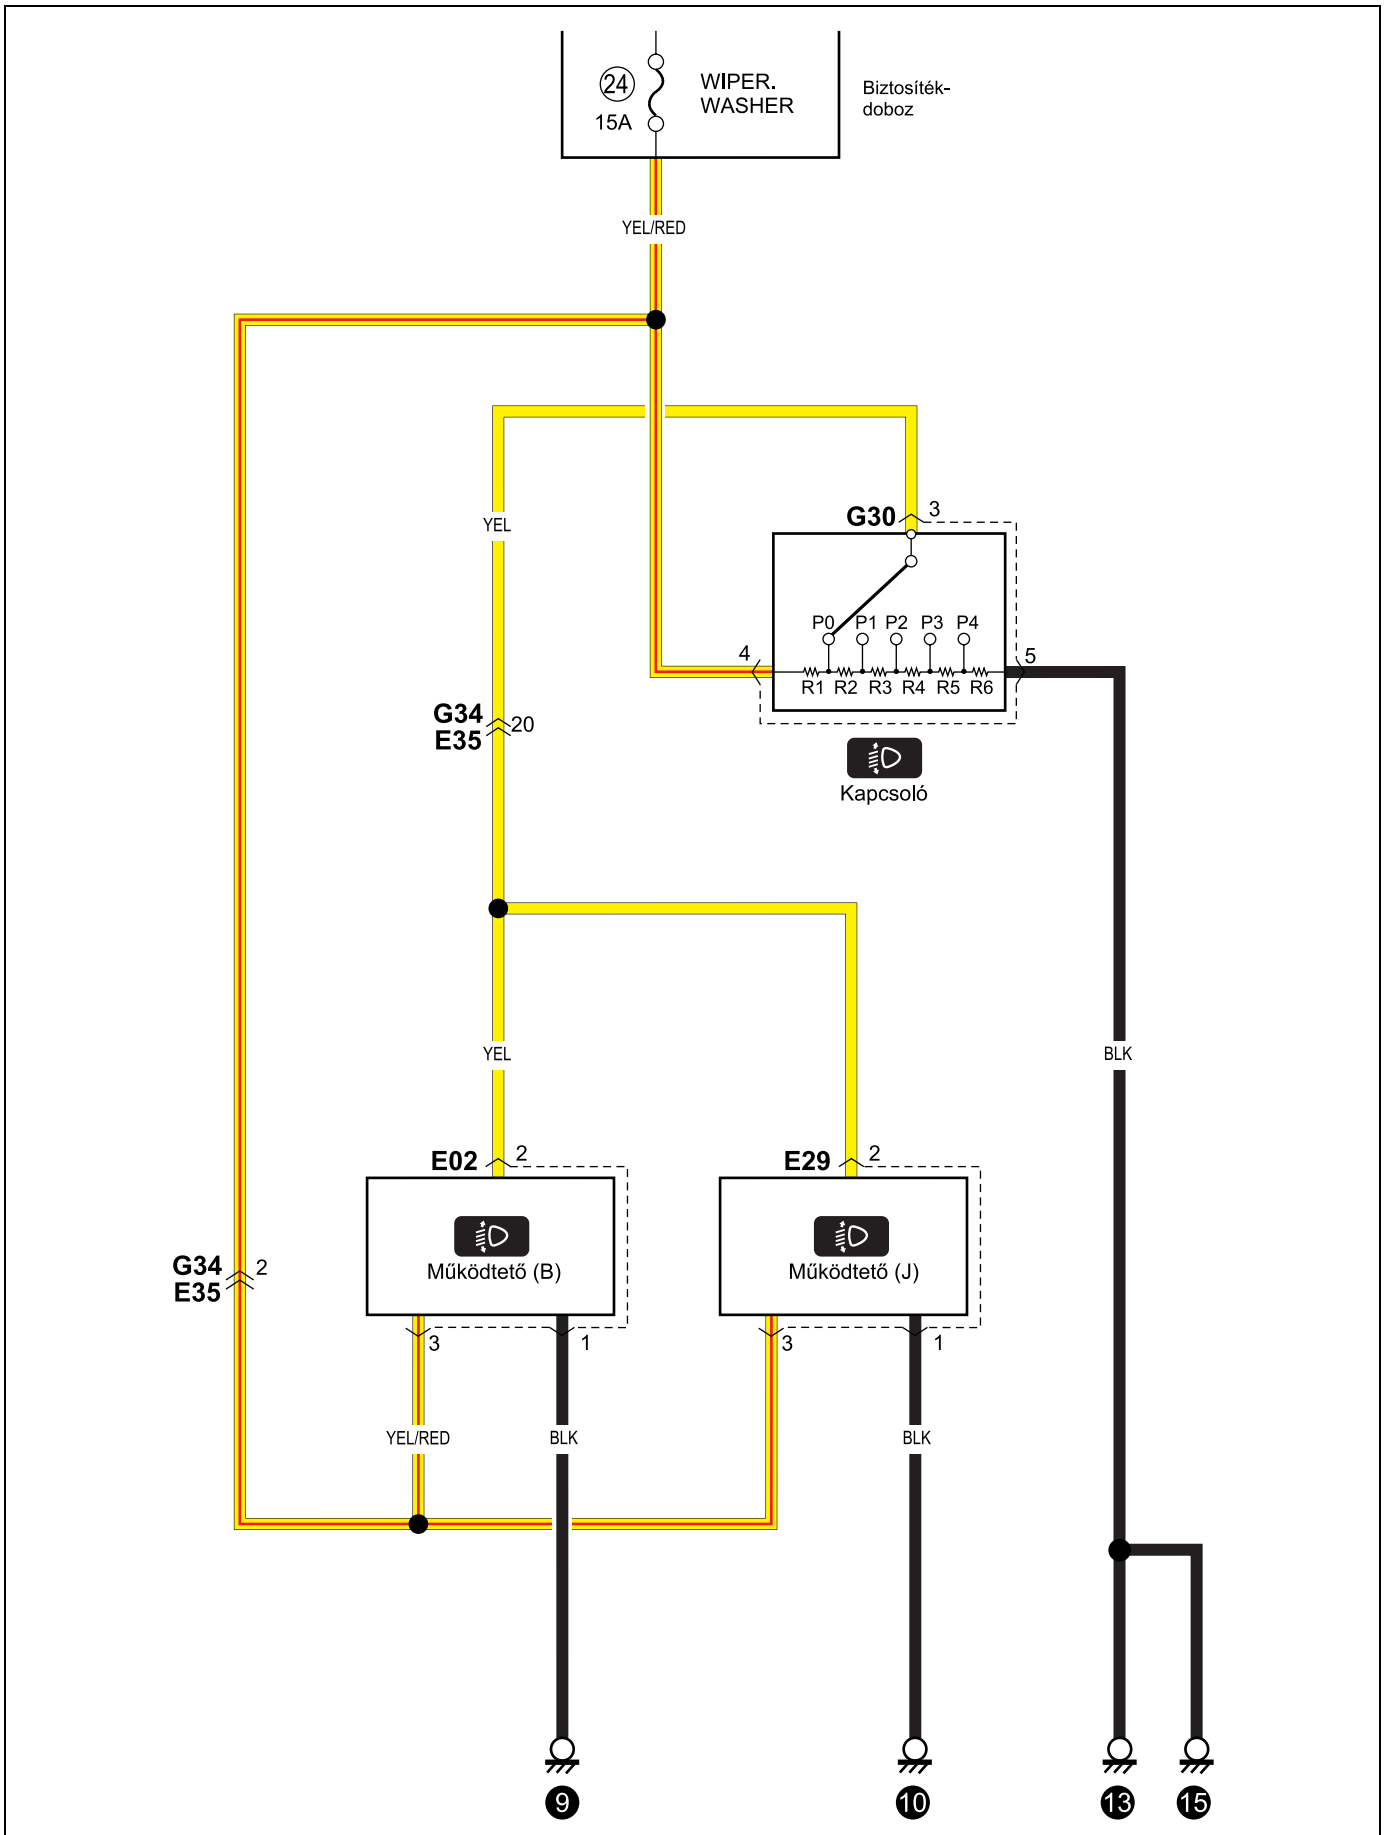 24
15A
WIPER.
WASHER
Biztosíték-
doboz
YEL/RED
YEL
G30
3
P0 P1 P2 P3 P4
4
5
R1 R2 R3 R4 R5 R6
G34
E35
20
Kapcsoló
YEL
BLK
E02
2
E29
2
Működtető (B)
Működtető (J)
G34
E35
2
3
1
3
1
YEL/RED
BLK
BLK
9
10
13
15